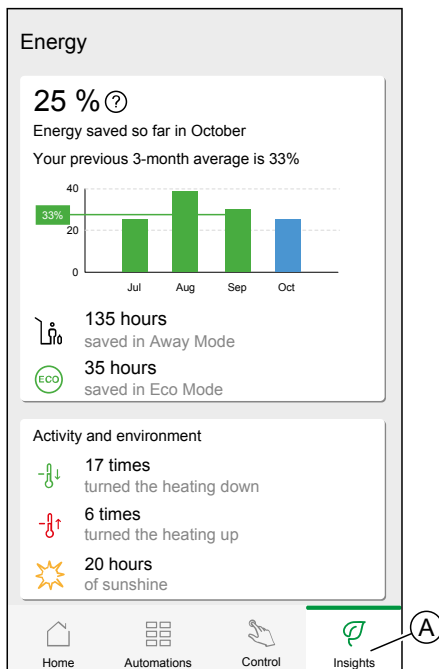 Energy
25 %?
Energy saved so far in October
Your previous 3-month average is 33%
40
33%
20
0
Jul Aug Sep Oct
135 hours
saved in Away Mode
ECO
35 hours
saved in Eco Mode
Activity and environment
17 times
turned the heating down
6 times
turned the heating up
20 hours
of sunshine
A
Home Automations Control Insights